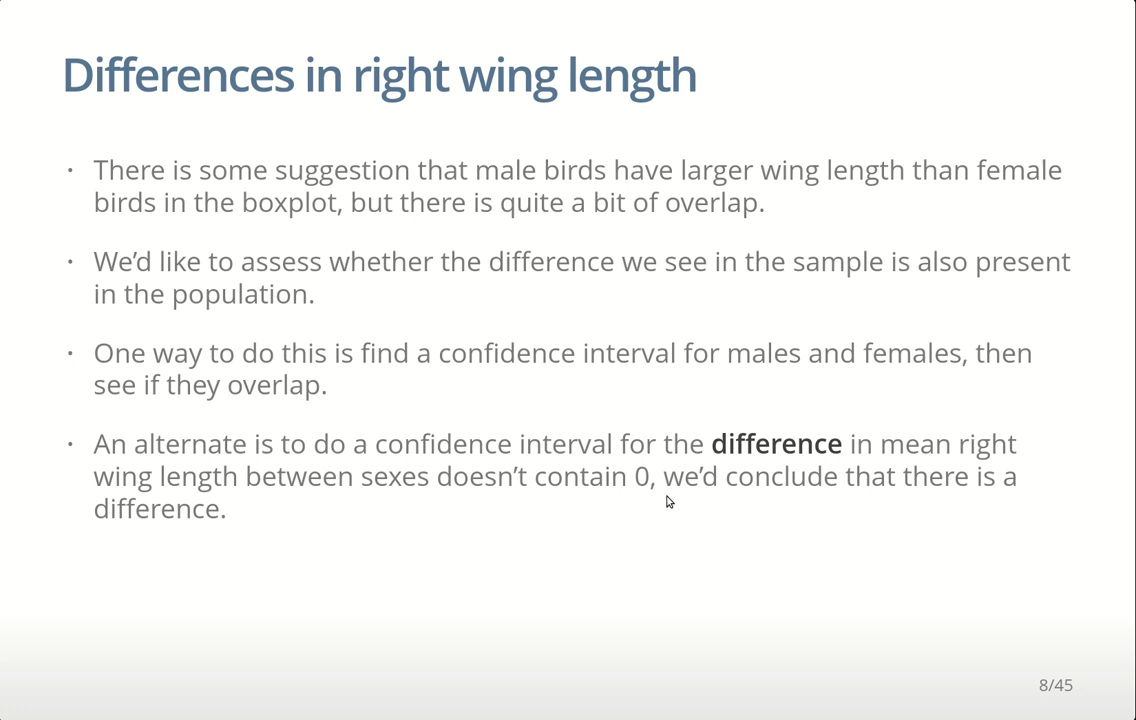 Differences in right wing length
· There is some suggestion that male birds have larger wing length than female
birds in the boxplot, but there is quite a bit of overlap.
· We’d like to assess whether the difference we see in the sample is also present
in the population.
· One way to do this is find a confidence interval for males and females, then
see if they overlap.
· An alternate is to do a confidence interval for the difference in mean right
wing length between sexes doesn’t contain 0, we’d conclude that there is a
difference.
8/45